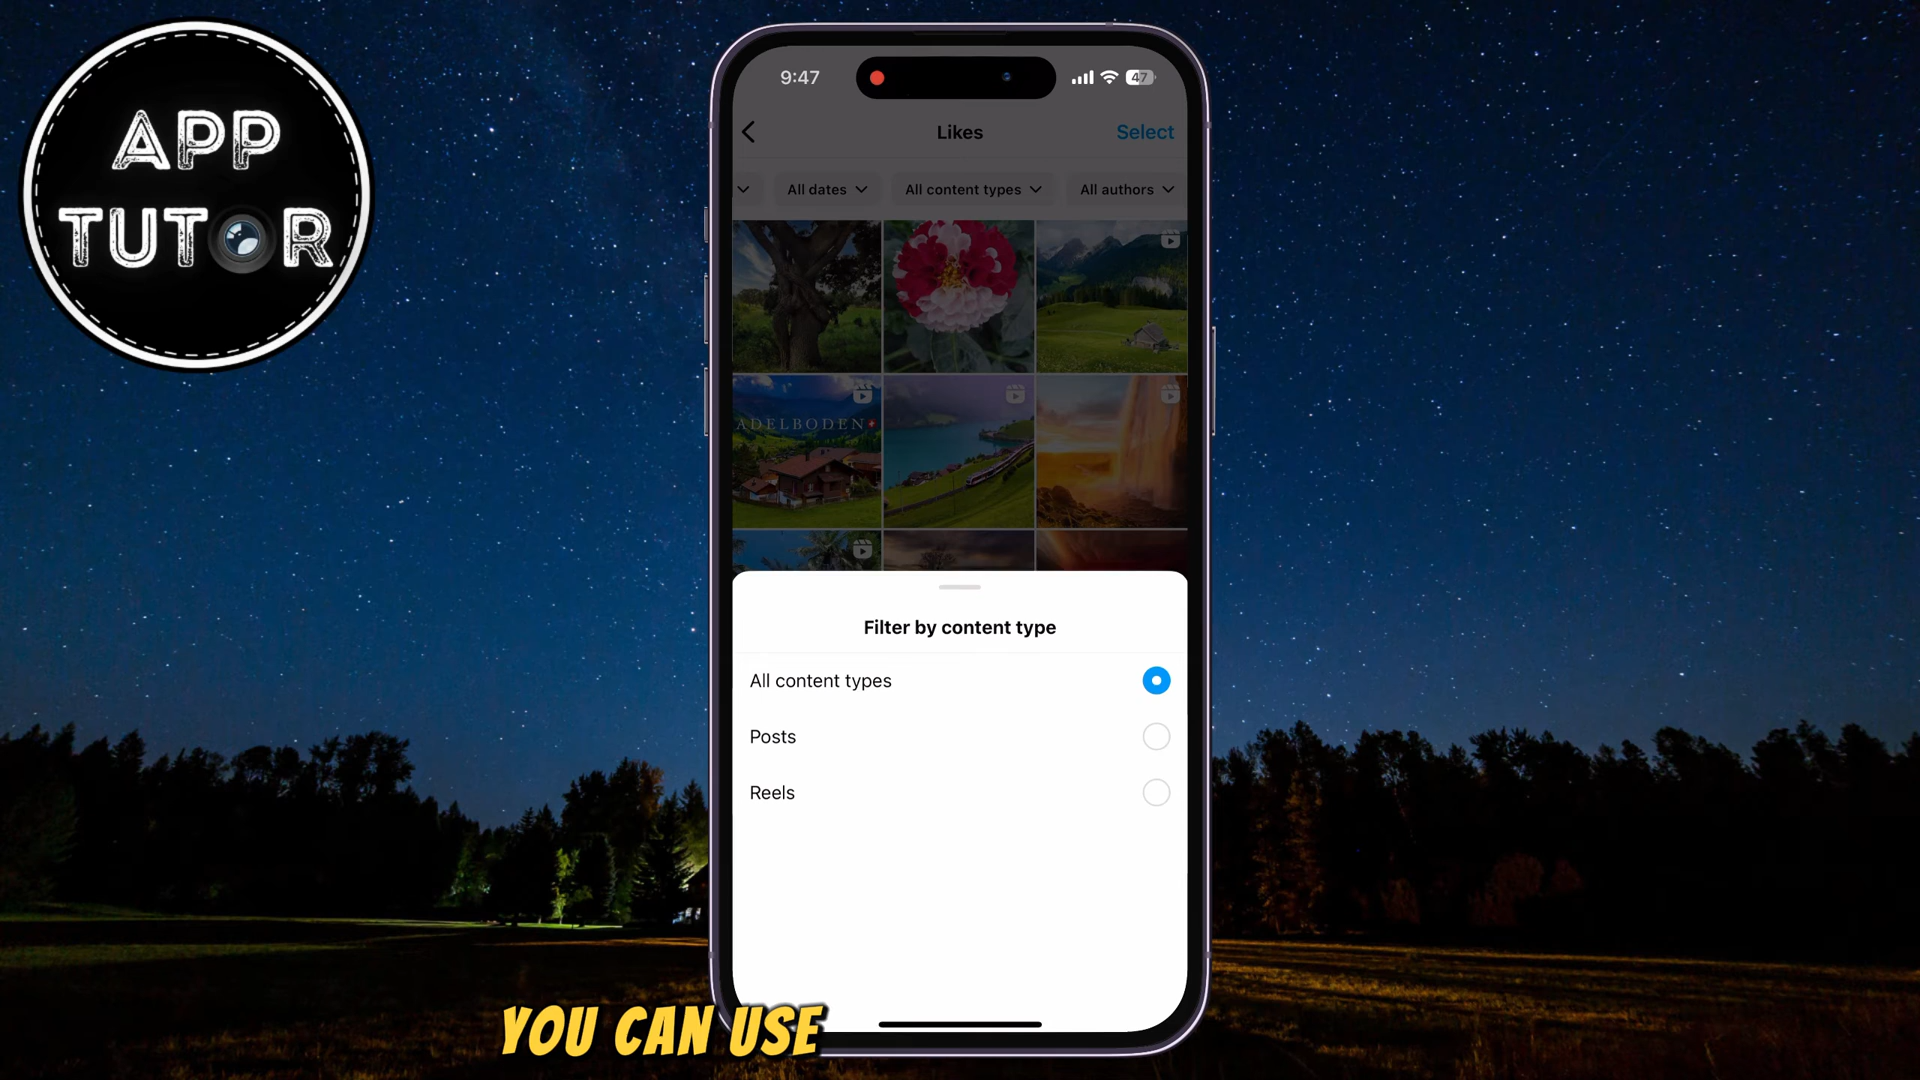 APP
TUTOR
9:47
47
Likes
Select
All dates
All content types
All authors
ADELBODEN
Filter by content type
All content types
Posts
Reels
YOU CAN USE